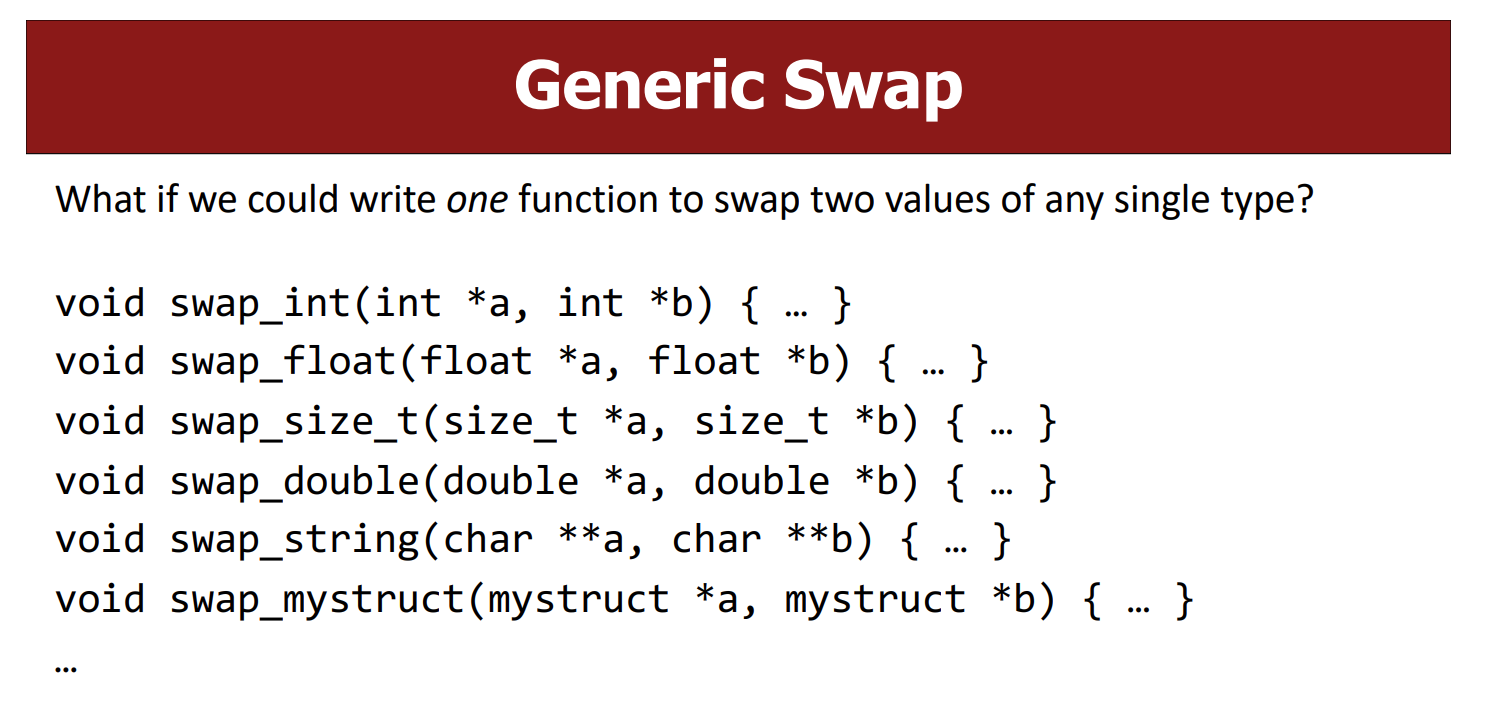 Generic Swap
What if we could write one function to swap two values of any single type?
void swap_int(int *a, int *b) { … }
void swap_float(float *a, float *b) { … }
void swap_size_t(size_t *a, size_t *b) { … }
void swap_double(double *a, double *b) { … }
void swap_string(char **a, char **b) { … }
void swap_mystruct(mystruct *a, mystruct *b) { … }
…